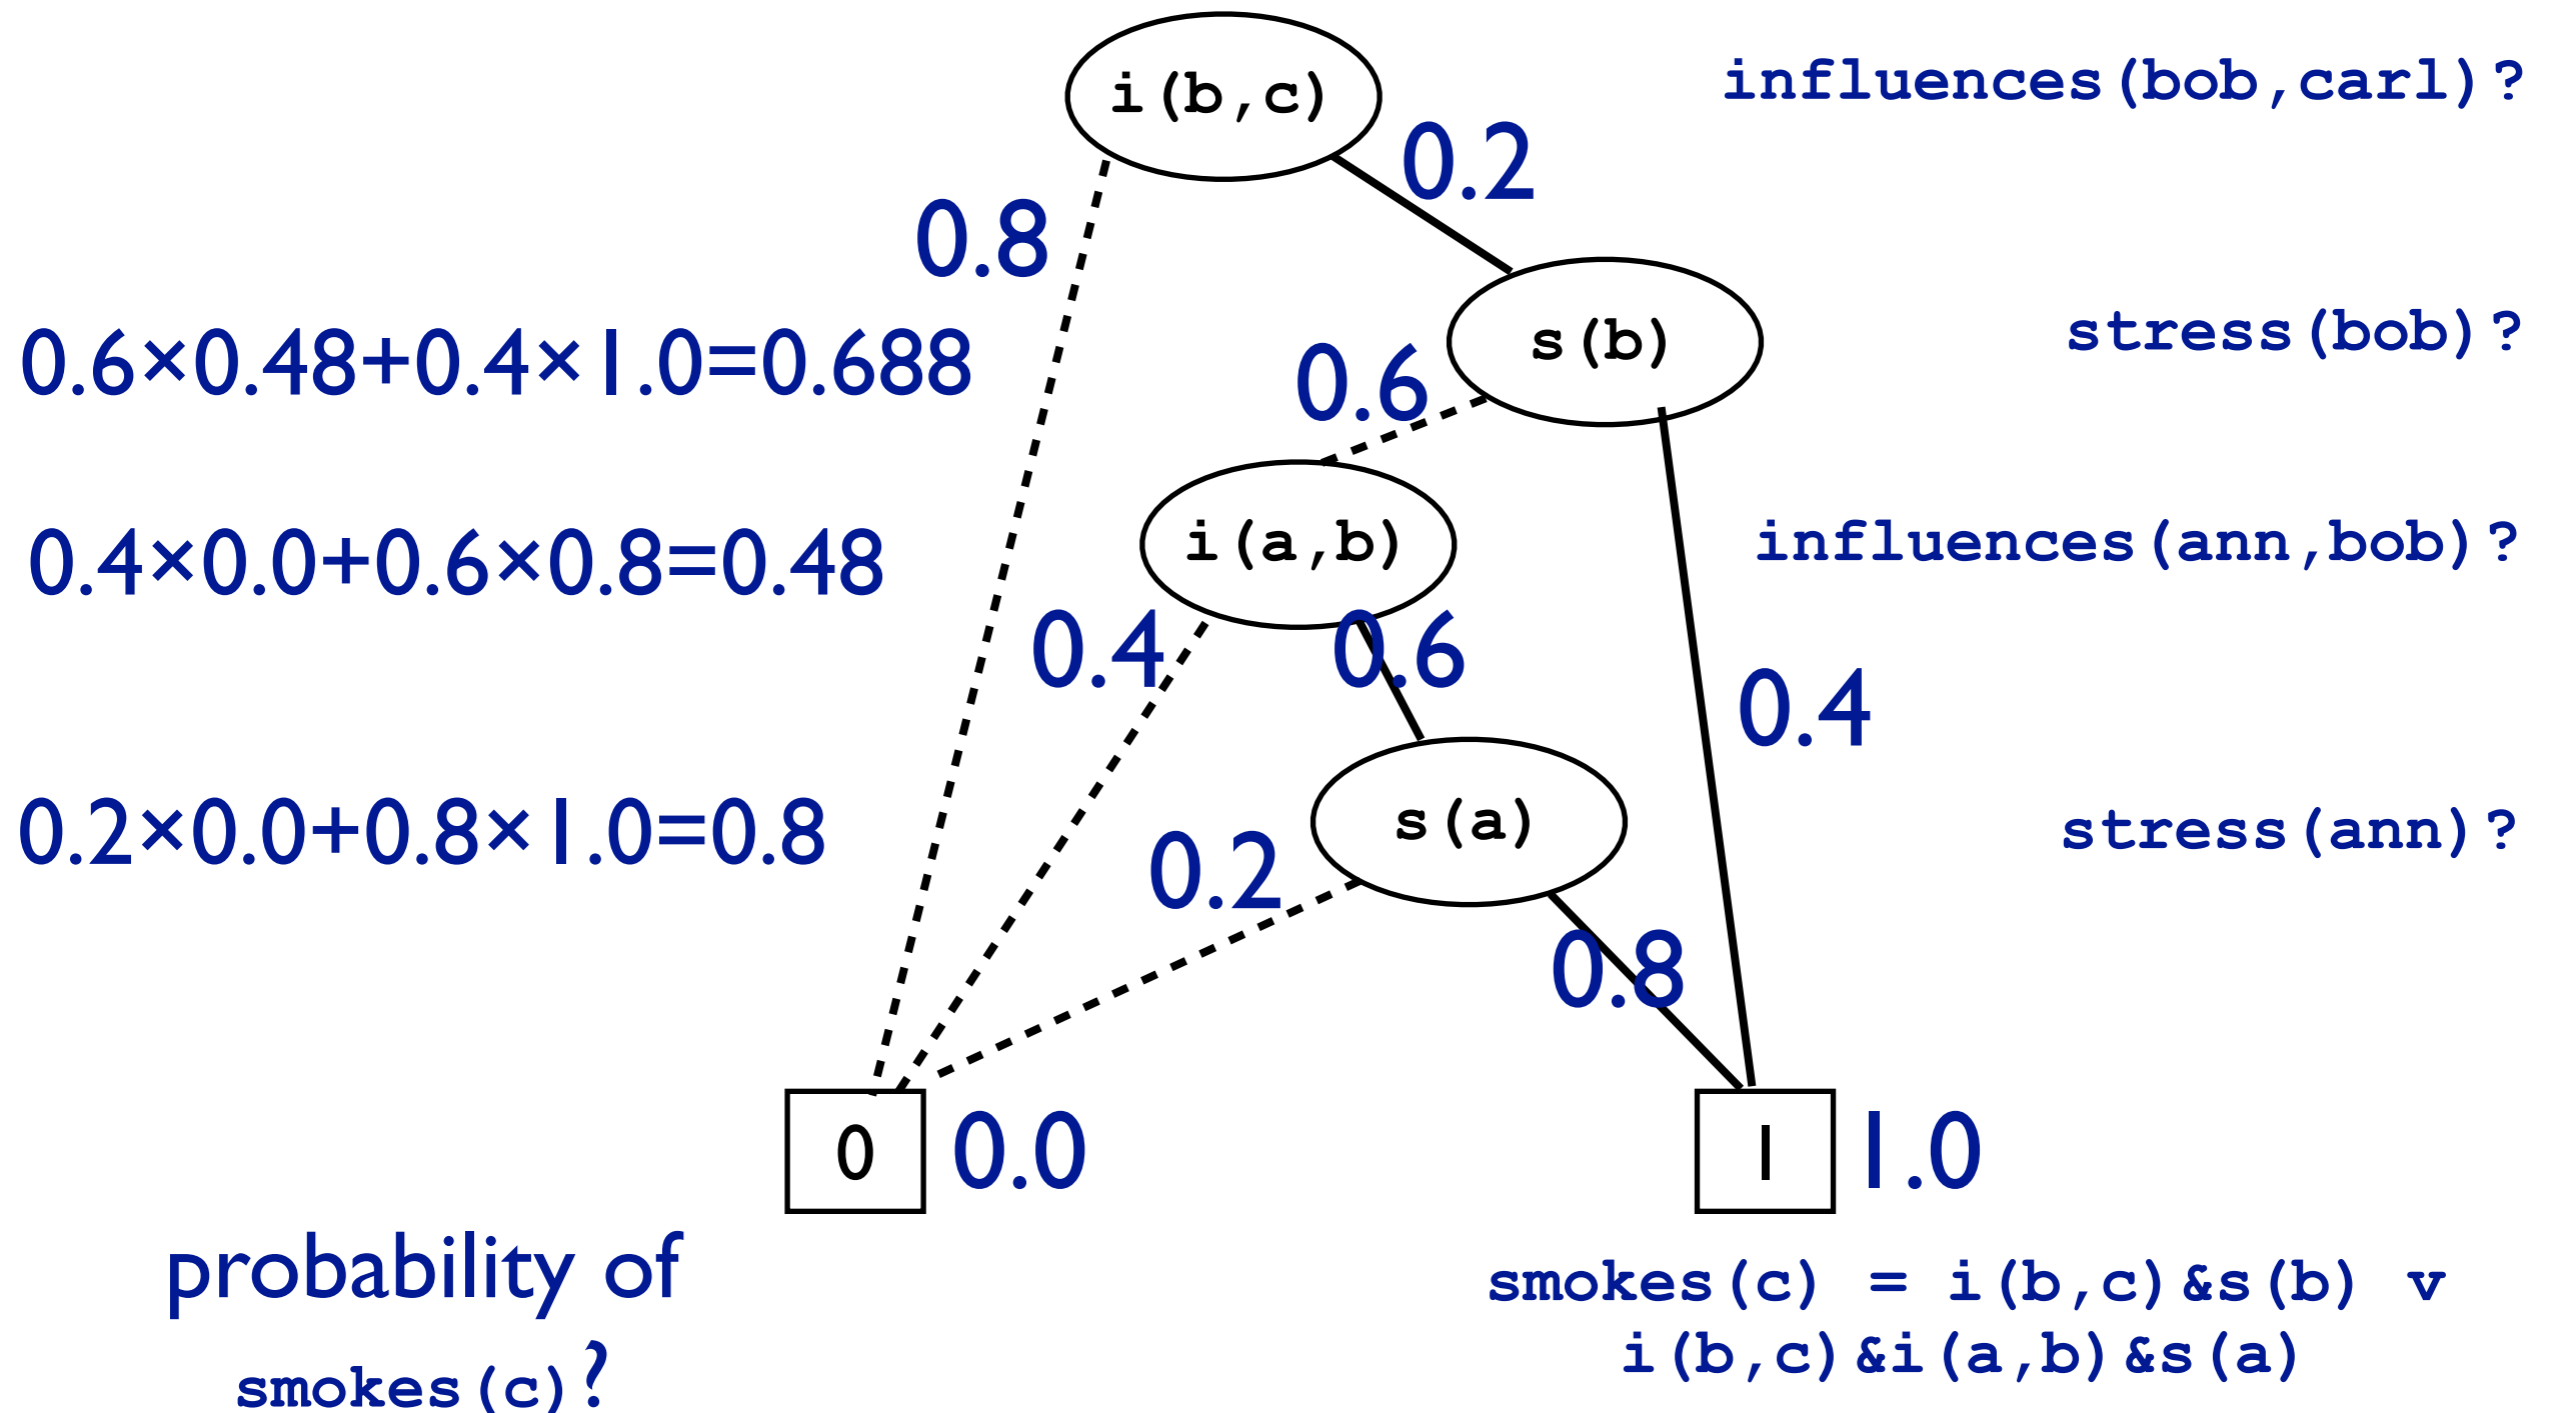 i(b,c)
influences(bob,carl)?
0.2
0.8
s(b)
stress(bob)?
0.6×0.48+0.4×1.0=0.688
0.6
i(a,b)
influences(ann,bob)?
0.4×0.0+0.6×0.8=0.48
0.4
0.6
0.4
s(a)
stress(ann)?
0.2×0.0+0.8×1.0=0.8
0.2
0.8
0
0.0
1
1.0
probability of
smokes(c)?
smokes(c) = i(b,c)&s(b) v
i(b,c)&i(a,b)&s(a)